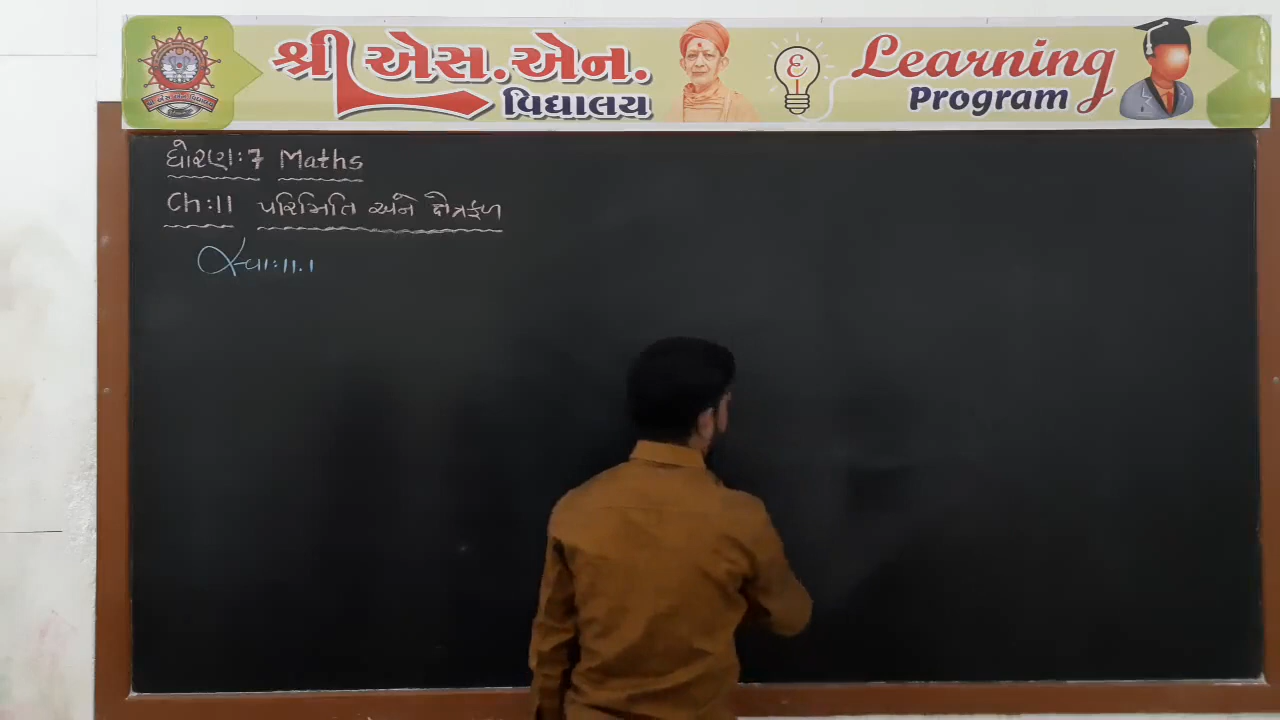 શ્રી એસ.એન.
વિદ્યાલય
Learning
Program
ધોરણ:7 Maths
Ch:11 પરિમિતિ અને ક્ષેત્રફળ
સ્વા:11.1